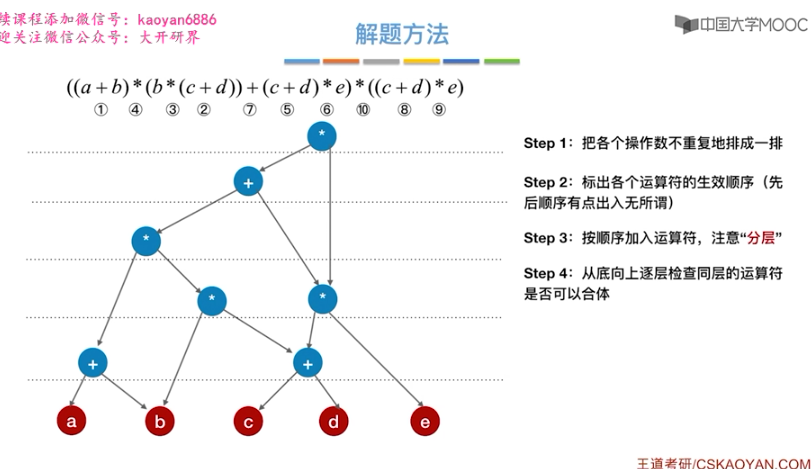 续课程添加微信号：kaoyan6886
迎关注微信公众号：大开研界
解题方法
中国大学MOOC
((a+b)*(b*(c+d))+(c+d)*e)*((c+d)*e)
① ④ ③ ② ⑦ ⑤ ⑥ ⑩ ⑧ ⑨
*
+
*
*
*
+
+
a
b
c
d
e
Step 1：把各个操作数不重复地排成一排
Step 2：标出各个运算符的生效顺序（先
后顺序有点出入无所谓）
Step 3：按顺序加入运算符，注意“分层”
Step 4：从底向上逐层检查同层的运算符
是否可以合体
王道考研/CSKAOYAN.COM